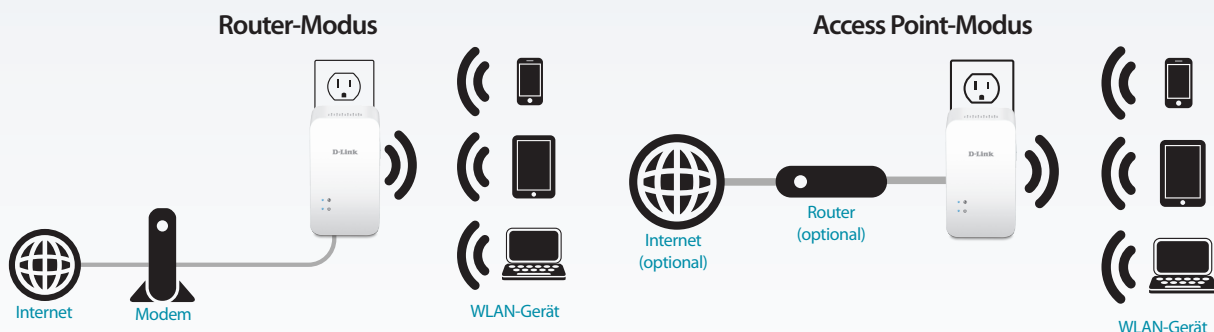 Router-Modus
D-Link
Internet
Modem
WLAN-Gerät
Access Point-Modus
D-Link
Internet
(optional)
Router
(optional)
WLAN-Gerät